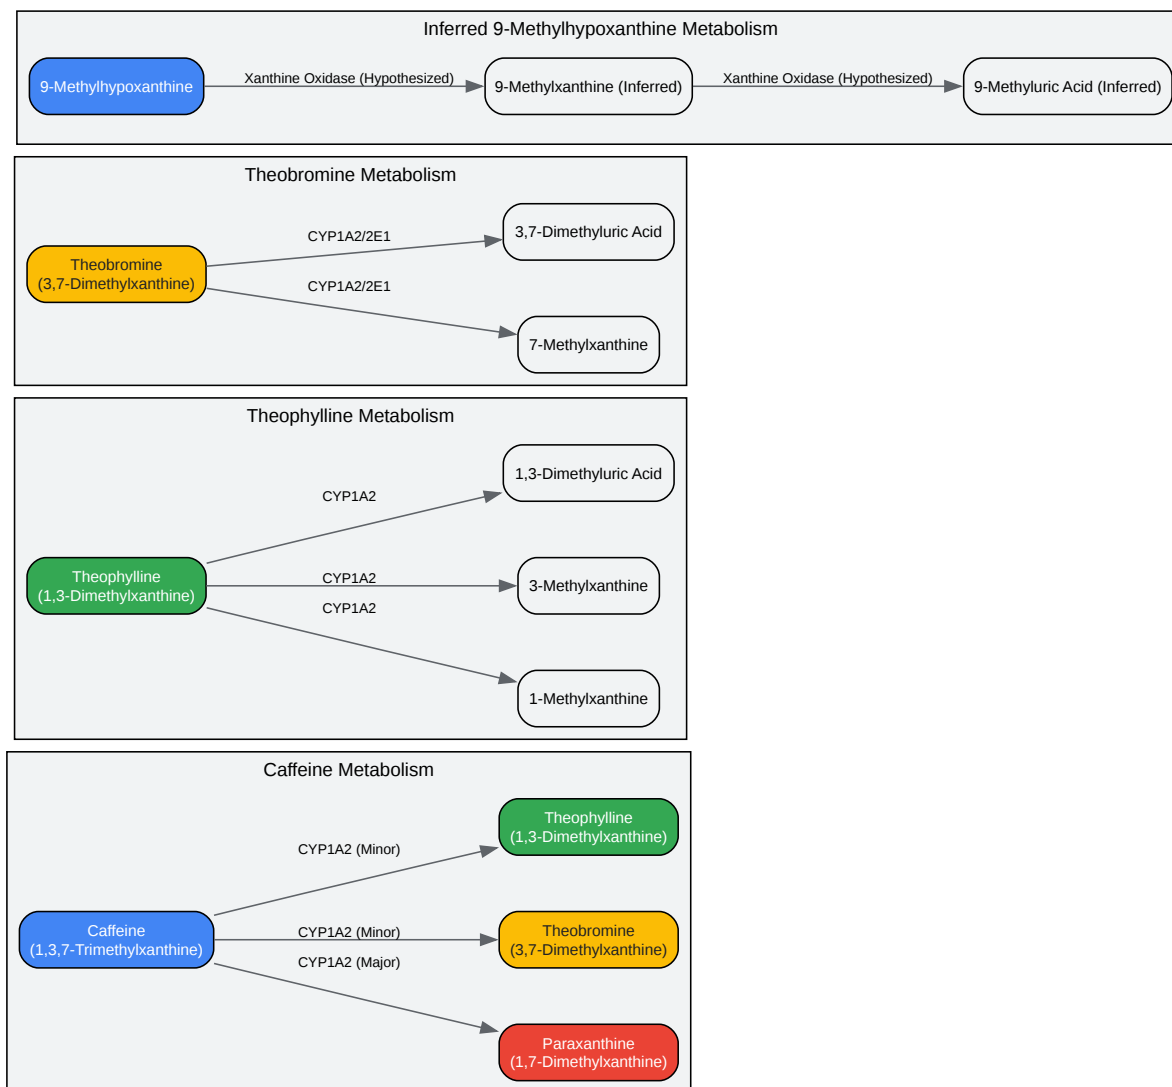 Inferred 9-Methylhypoxanthine Metabolism
9-Methylhypoxanthine
Xanthine Oxidase (Hypothesized)
9-Methylxanthine (Inferred)
Xanthine Oxidase (Hypothesized)
9-Methyluric Acid (Inferred)
Theobromine Metabolism
Theobromine
(3,7-Dimethylxanthine)
CYP1A2/2E1
3,7-Dimethyluric Acid
CYP1A2/2E1
7-Methylxanthine
Theophylline Metabolism
Theophylline
(1,3-Dimethylxanthine)
CYP1A2
1,3-Dimethyluric Acid
CYP1A2
3-Methylxanthine
CYP1A2
1-Methylxanthine
Caffeine Metabolism
Caffeine
(1,3,7-Trimethylxanthine)
CYP1A2 (Minor)
Theophylline
(1,3-Dimethylxanthine)
CYP1A2 (Minor)
Theobromine
(3,7-Dimethylxanthine)
CYP1A2 (Major)
Paraxanthine
(1,7-Dimethylxanthine)